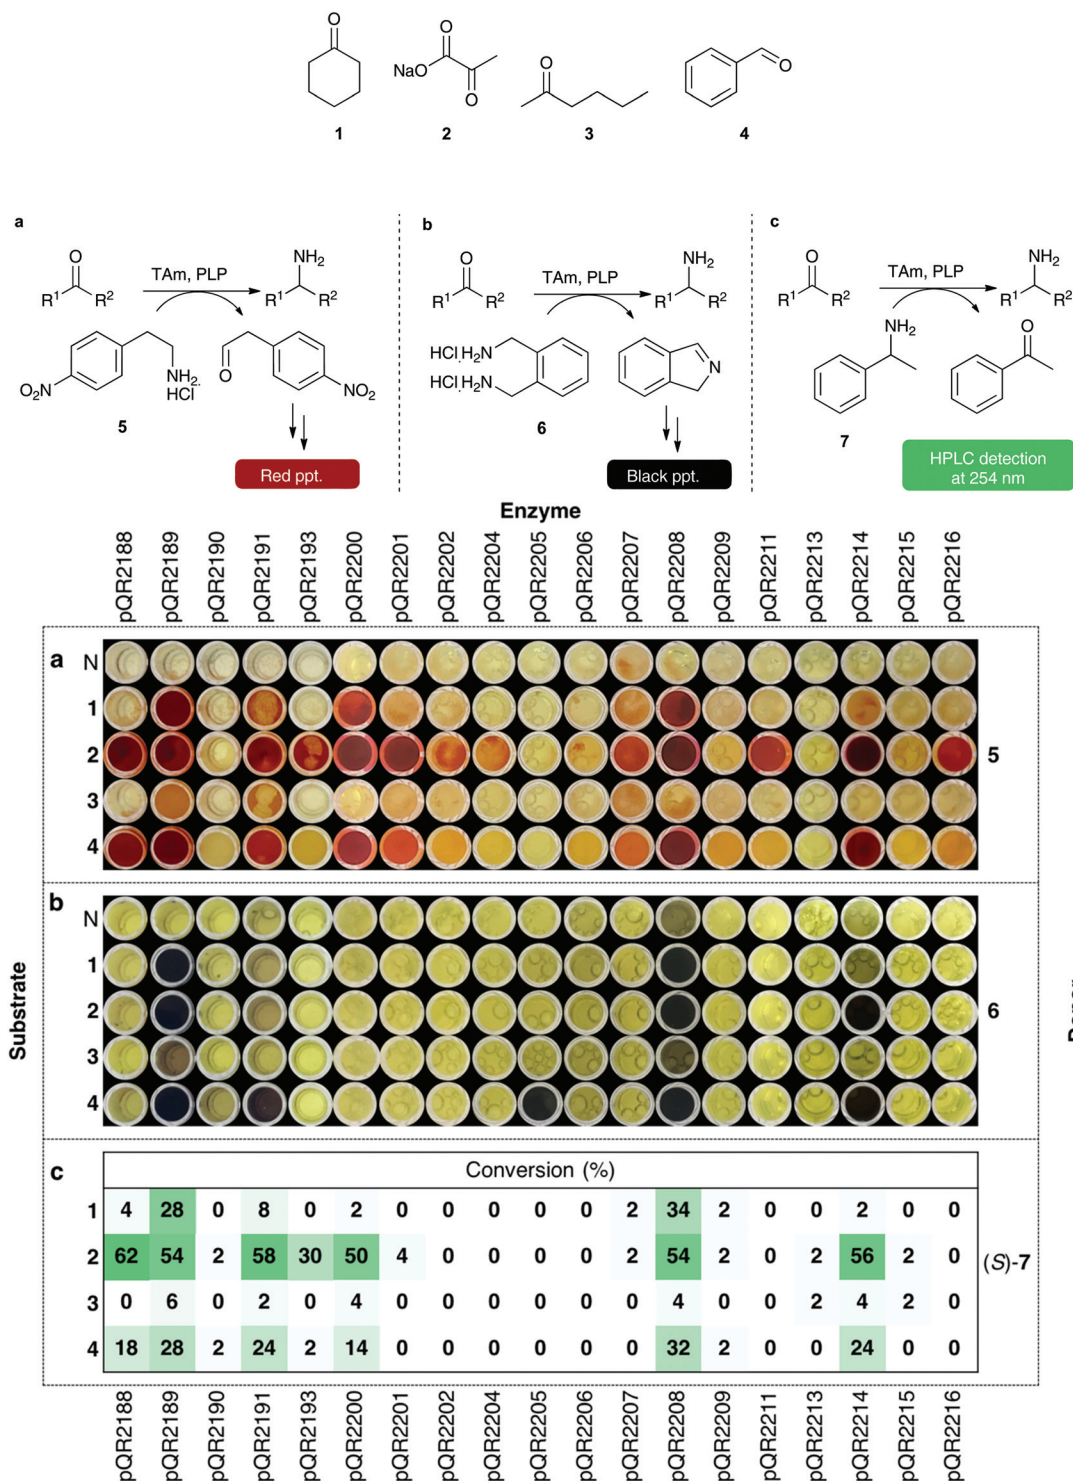 O
O
NaO
O
O
O
1
2
3
4
a
b
c
O
R¹ R²
TAm, PLP
NH₂
R¹ R²
O₂N
NH₂.
HCl
O
NO₂
5
Red ppt.
O
R¹ R²
TAm, PLP
NH₂
R¹ R²
HCl.H₂N
HCl.H₂N
N
6
Black ppt.
O
R¹ R²
TAm, PLP
NH₂
R¹ R²
NH₂
O
7
HPLC detection
at 254 nm
Enzyme
pQR2188 pQR2189 pQR2190 pQR2191 pQR2193 pQR2200 pQR2201 pQR2202 pQR2204 pQR2205 pQR2206 pQR2207 pQR2208 pQR2209 pQR2211 pQR2213 pQR2214 pQR2215 pQR2216
a N
1
2 5
3
4
b N
1
2 6
3
4
Substrate
c Conversion (%)
1 4 28 0 8 0 2 0 0 0 0 0 2 34 2 0 0 2 0 0
2 62 54 2 58 30 50 4 0 0 0 0 2 54 2 0 2 56 2 0 (S)-7
3 0 6 0 2 0 4 0 0 0 0 0 0 4 0 0 2 4 2 0
4 18 28 2 24 2 14 0 0 0 0 0 0 32 2 0 0 24 0 0
pQR2188 pQR2189 pQR2190 pQR2191 pQR2193 pQR2200 pQR2201 pQR2202 pQR2204 pQR2205 pQR2206 pQR2207 pQR2208 pQR2209 pQR2211 pQR2213 pQR2214 pQR2215 pQR2216